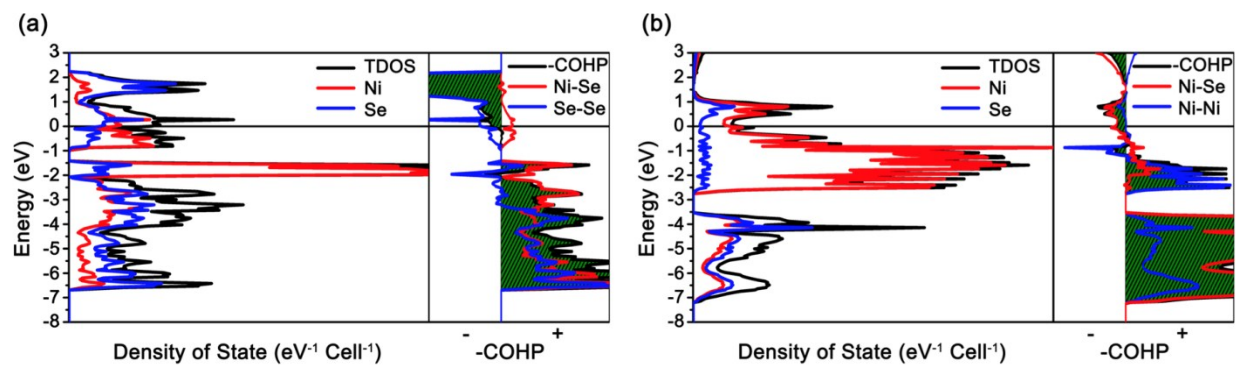 (a)
3
2
1
0
-1
-2
-3
-4
-5
-6
-7
-8
Energy (eV)
TDOS
Ni
Se
-COHP
Ni-Se
Se-Se
Density of State (eV⁻¹ Cell⁻¹)
- +
-COHP
(b)
3
2
1
0
-1
-2
-3
-4
-5
-6
-7
-8
Energy (eV)
TDOS
Ni
Se
-COHP
Ni-Se
Ni-Ni
Density of State (eV⁻¹ Cell⁻¹)
- +
-COHP